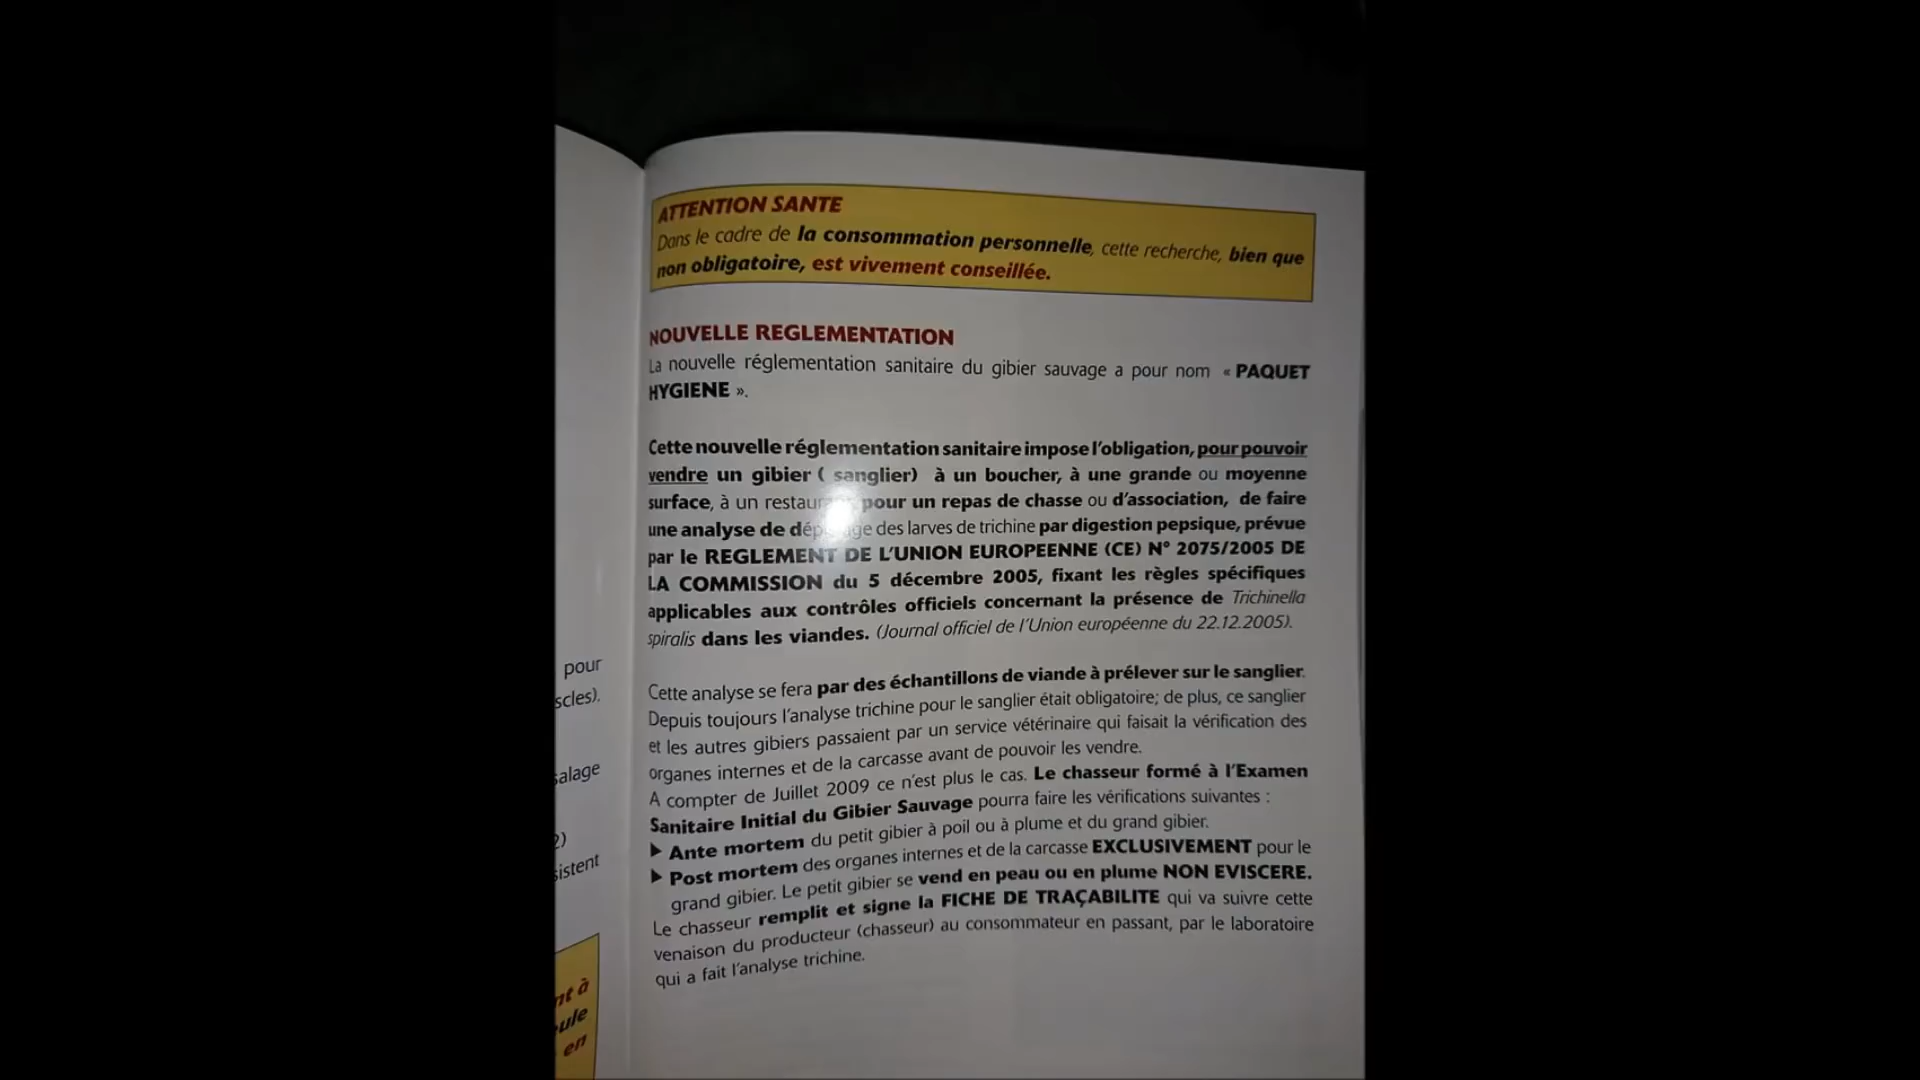 ATTENTION SANTE
Dans le cadre de la consommation personnelle, cette recherche, bien que
non obligatoire, est vivement conseillée.
NOUVELLE REGLEMENTATION
La nouvelle réglementation sanitaire du gibier sauvage a pour nom « PAQUET
HYGIENE ».
Cette nouvelle réglementation sanitaire impose l'obligation, pour pouvoir
vendre un gibier ( sanglier) à un boucher, à une grande ou moyenne
surface, à un pour un repas de chasse ou d'association, de faire
une analyse de des larves de trichine par digestion pepsique, prévue
par le REGLEMENT DE L'UNION EUROPEENNE (CE) N° 2075/2005 DE
LA COMMISSION du 5 décembre 2005, fixant les règles spécifiques
applicables aux contrôles officiels concernant la présence de Trichinella
spiralis dans les viandes. (Journal officiel de l'Union européenne du 22.12.2005).
Cette analyse se fera par des échantillons de viande à prélever sur le sanglier.
Depuis toujours l'analyse trichine pour le sanglier était obligatoire; de plus, ce sanglier
et les autres gibiers passaient par un service vétérinaire qui faisait la vérification des
organes internes et de la carcasse avant de pouvoir les vendre.
A compter de Juillet 2009 ce n'est plus le cas. Le chasseur formé à l'Examen
Sanitaire Initial du Gibier Sauvage pourra faire les vérifications suivantes :
▶ Ante mortem du petit gibier à poil ou à plume et du grand gibier.
▶ Post mortem des organes internes et de la carcasse EXCLUSIVEMENT pour le
grand gibier. Le petit gibier se vend en peau ou en plume NON EVISCERE.
Le chasseur remplit et signe la FICHE DE TRAÇABILITE qui va suivre cette
venaison du producteur (chasseur) au consommateur en passant, par le laboratoire
qui a fait l'analyse trichine.
pour